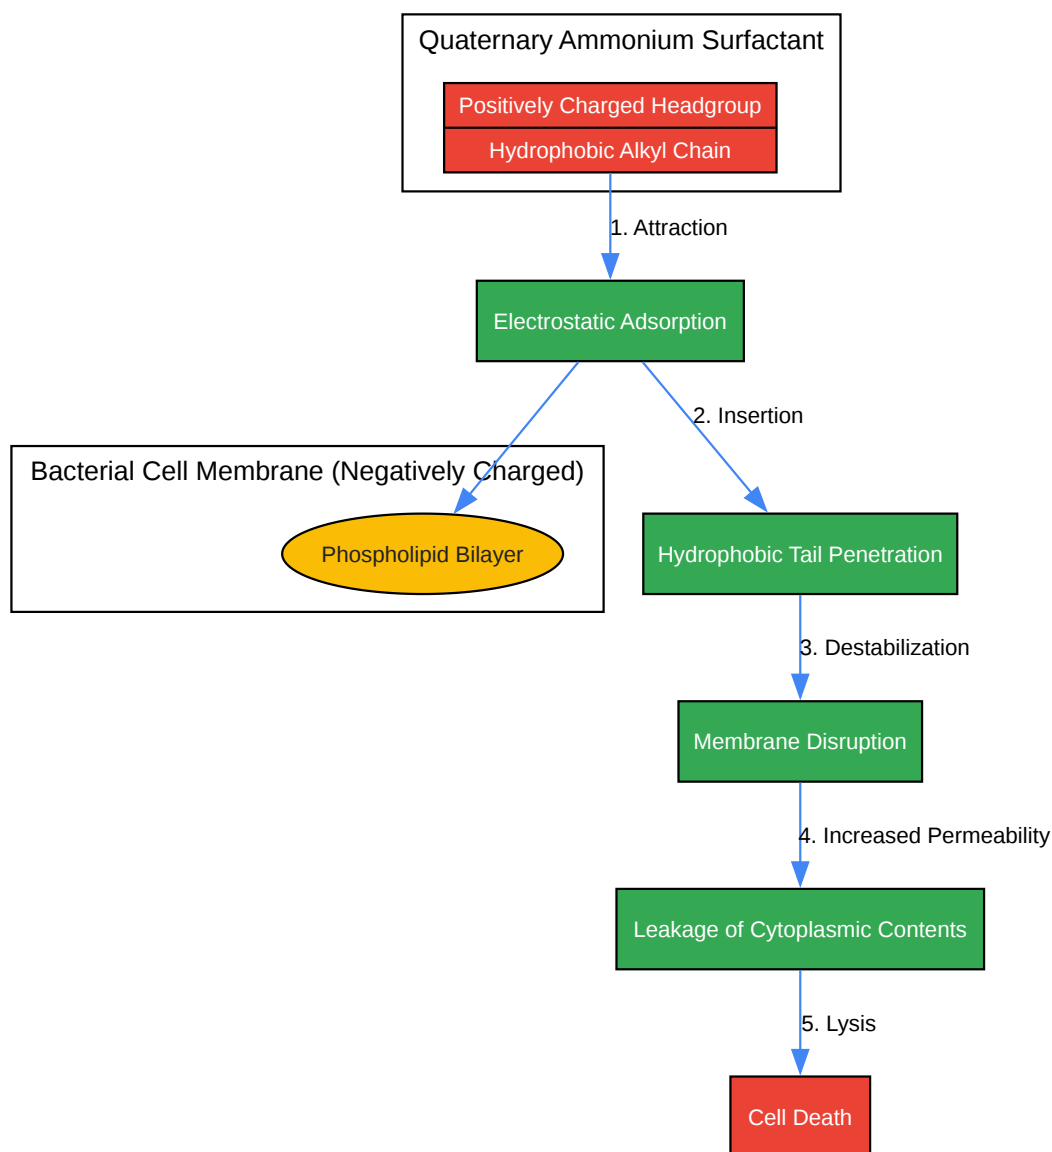 Quaternary Ammonium Surfactant
Positively Charged Headgroup
Hydrophobic Alkyl Chain
1. Attraction
Electrostatic Adsorption
2. Insertion
Bacterial Cell Membrane (Negatively Charged)
Phospholipid Bilayer
Hydrophobic Tail Penetration
3. Destabilization
Membrane Disruption
4. Increased Permeability
Leakage of Cytoplasmic Contents
5. Lysis
Cell Death